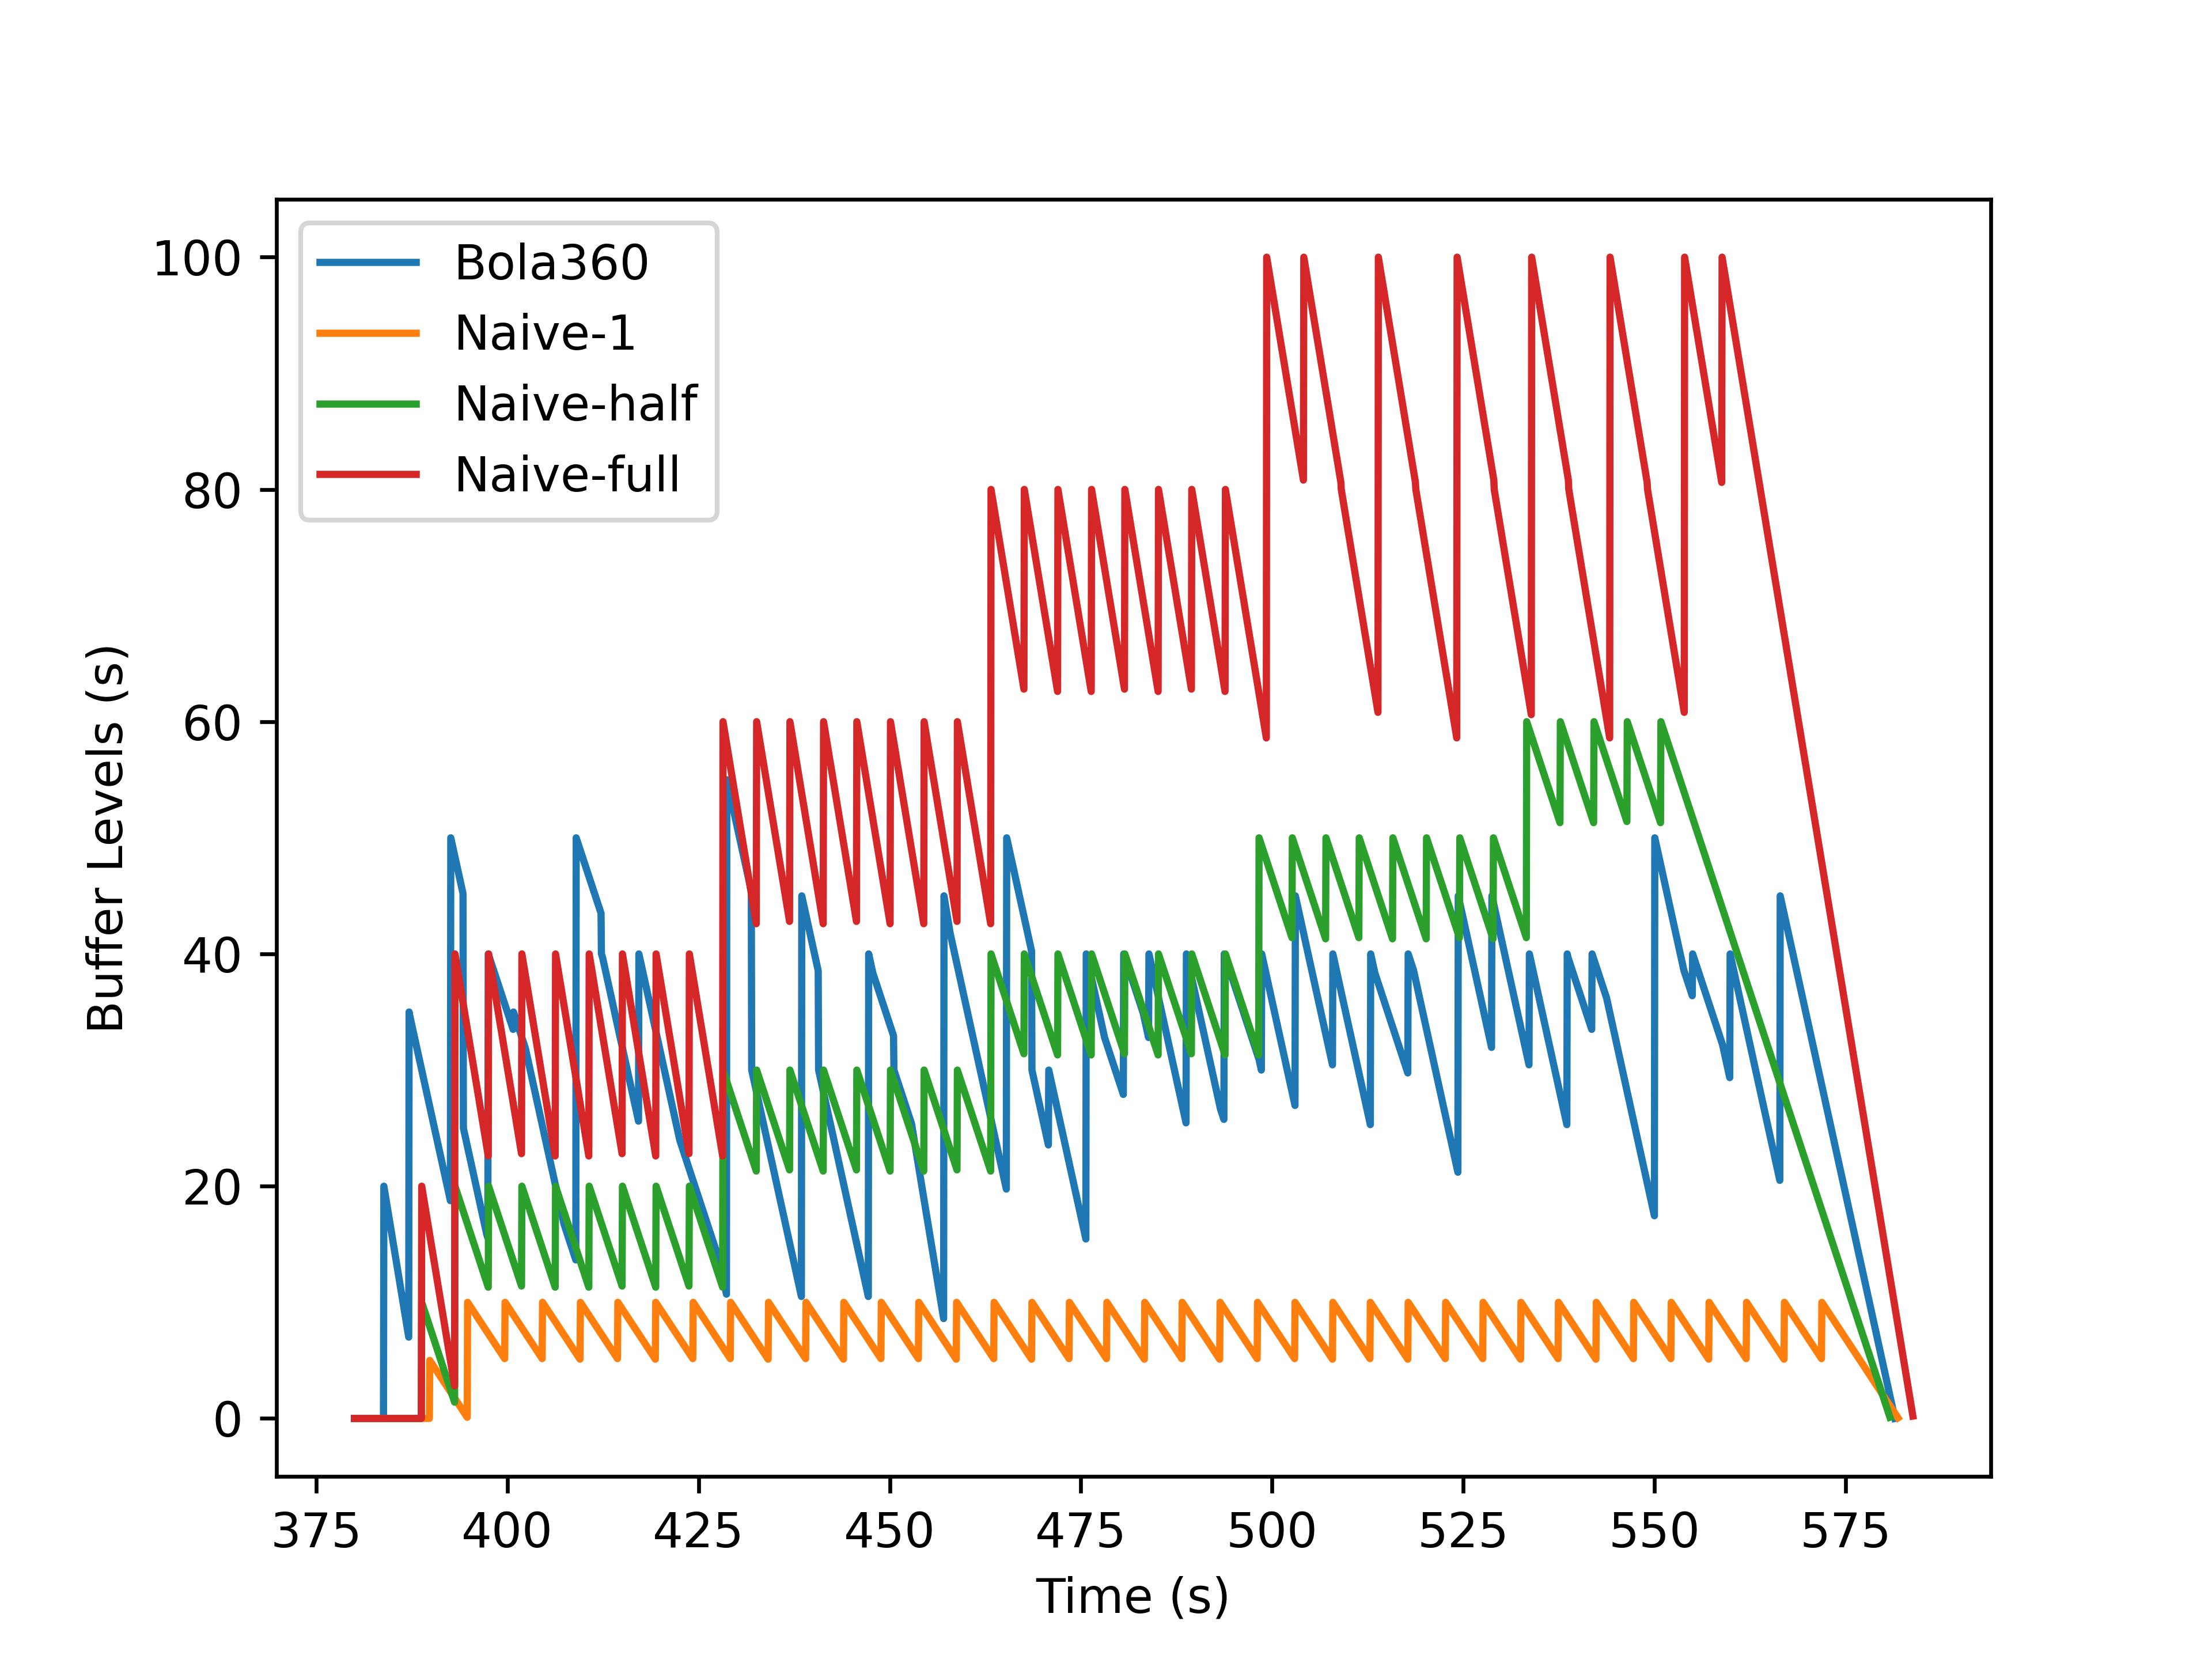 Bola360
Naive-1
Naive-half
Naive-full
100
80
60
40
20
0
Buffer Levels (s)
375 400 425 450 475 500 525 550 575
Time (s)